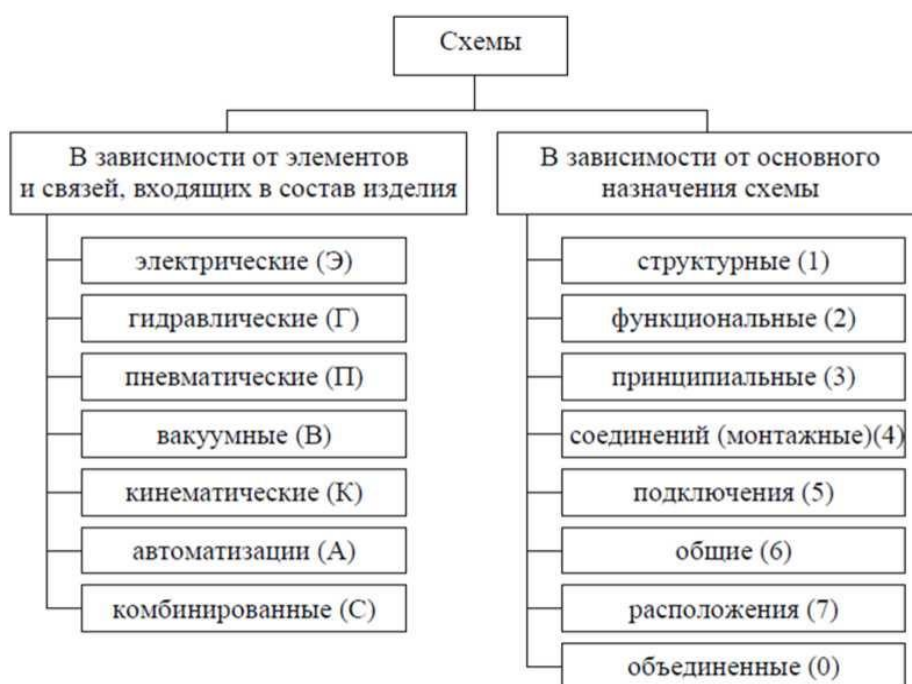 Схемы
В зависимости от элементов
и связей, входящих в состав изделия
электрические (Э)
гидравлические (Г)
пневматические (П)
вакуумные (В)
кинематические (К)
автоматизации (А)
комбинированные (С)
В зависимости от основного
назначения схемы
структурные (1)
функциональные (2)
принципиальные (3)
соединений (монтажные)(4)
подключения (5)
общие (6)
расположения (7)
объединенные (0)